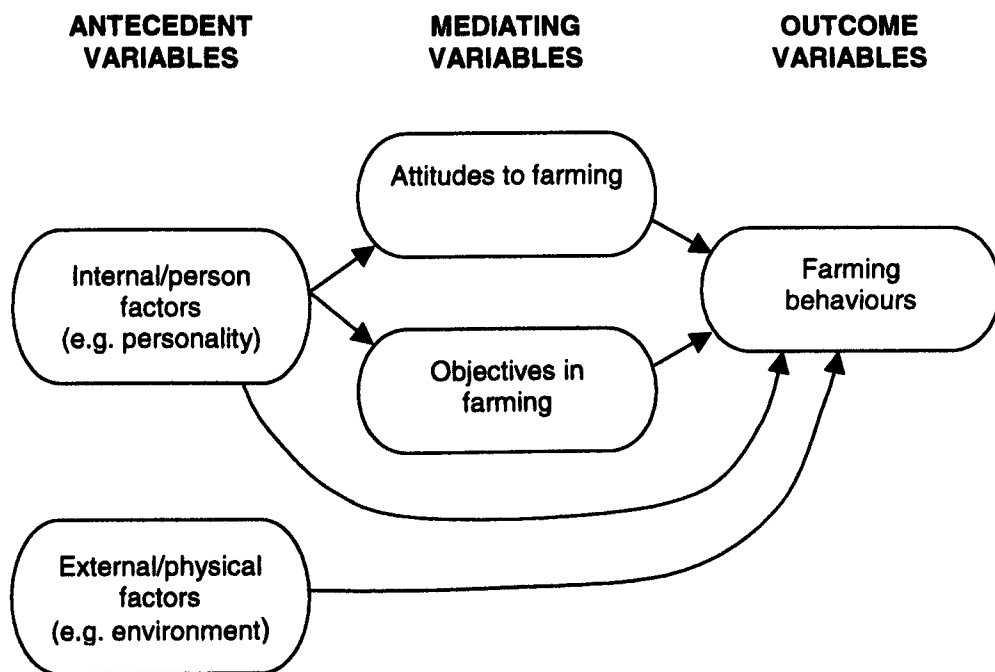 ANTECEDENT
VARIABLES
MEDIATING
VARIABLES
OUTCOME
VARIABLES
Attitudes to farming
Internal/person
factors
(e.g. personality)
Farming
behaviours
Objectives in
farming
External/physical
factors
(e.g. environment)